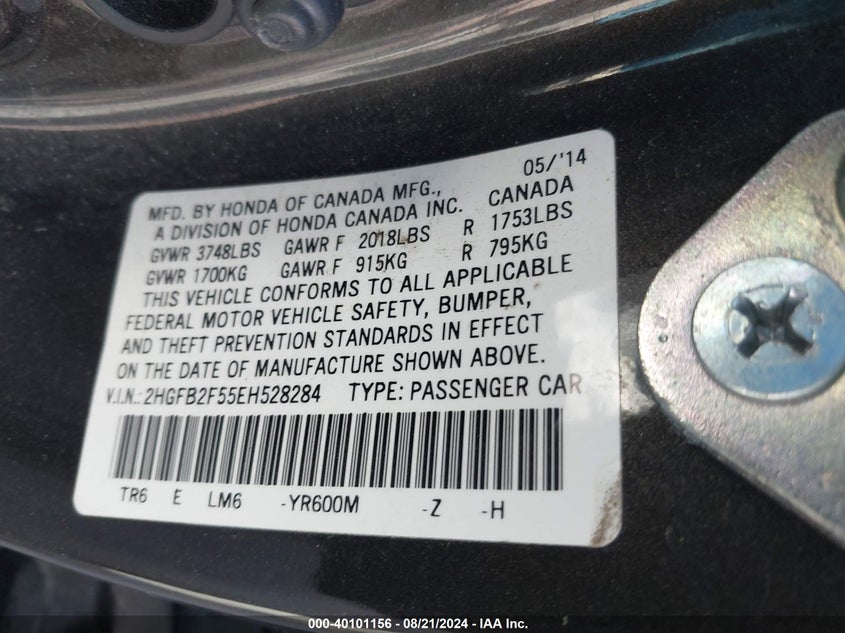 05/'14
MFD. BY HONDA OF CANADA MFG., CANADA
A DIVISION OF HONDA CANADA INC.
GVWR 3748LBS GAWR F 2018LBS R 1753LBS
GVWR 1700KG GAWR F 915KG R 795KG
THIS VEHICLE CONFORMS TO ALL APPLICABLE
FEDERAL MOTOR VEHICLE SAFETY, BUMPER,
AND THEFT PREVENTION STANDARDS IN EFFECT
ON THE DATE OF MANUFACTURE SHOWN ABOVE.
V.I.N.: 2HGFB2F55EH528284 TYPE: PASSENGER CAR
TR6 E LM6 -YR600M -Z -H
000-40101156 - 08/21/2024 - IAA Inc.